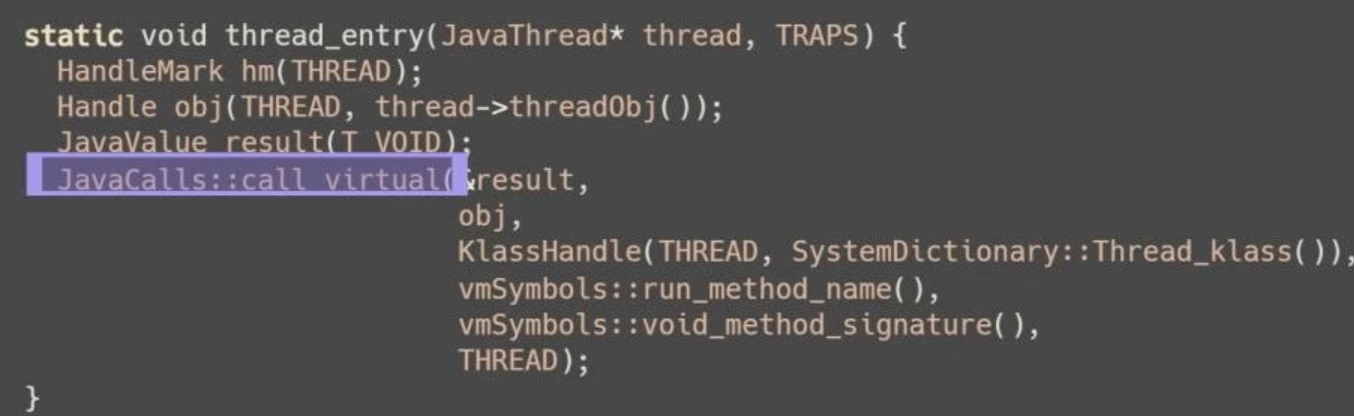 static void thread_entry(JavaThread* thread, TRAPS) {
  HandleMark hm(THREAD);
  Handle obj(THREAD, thread->threadObj());
  JavaValue result(T_VOID);
  JavaCalls::call_virtual(&result,
                          obj,
                          KlassHandle(THREAD, SystemDictionary::Thread_klass()),
                          vmSymbols::run_method_name(),
                          vmSymbols::void_method_signature(),
                          THREAD);
}